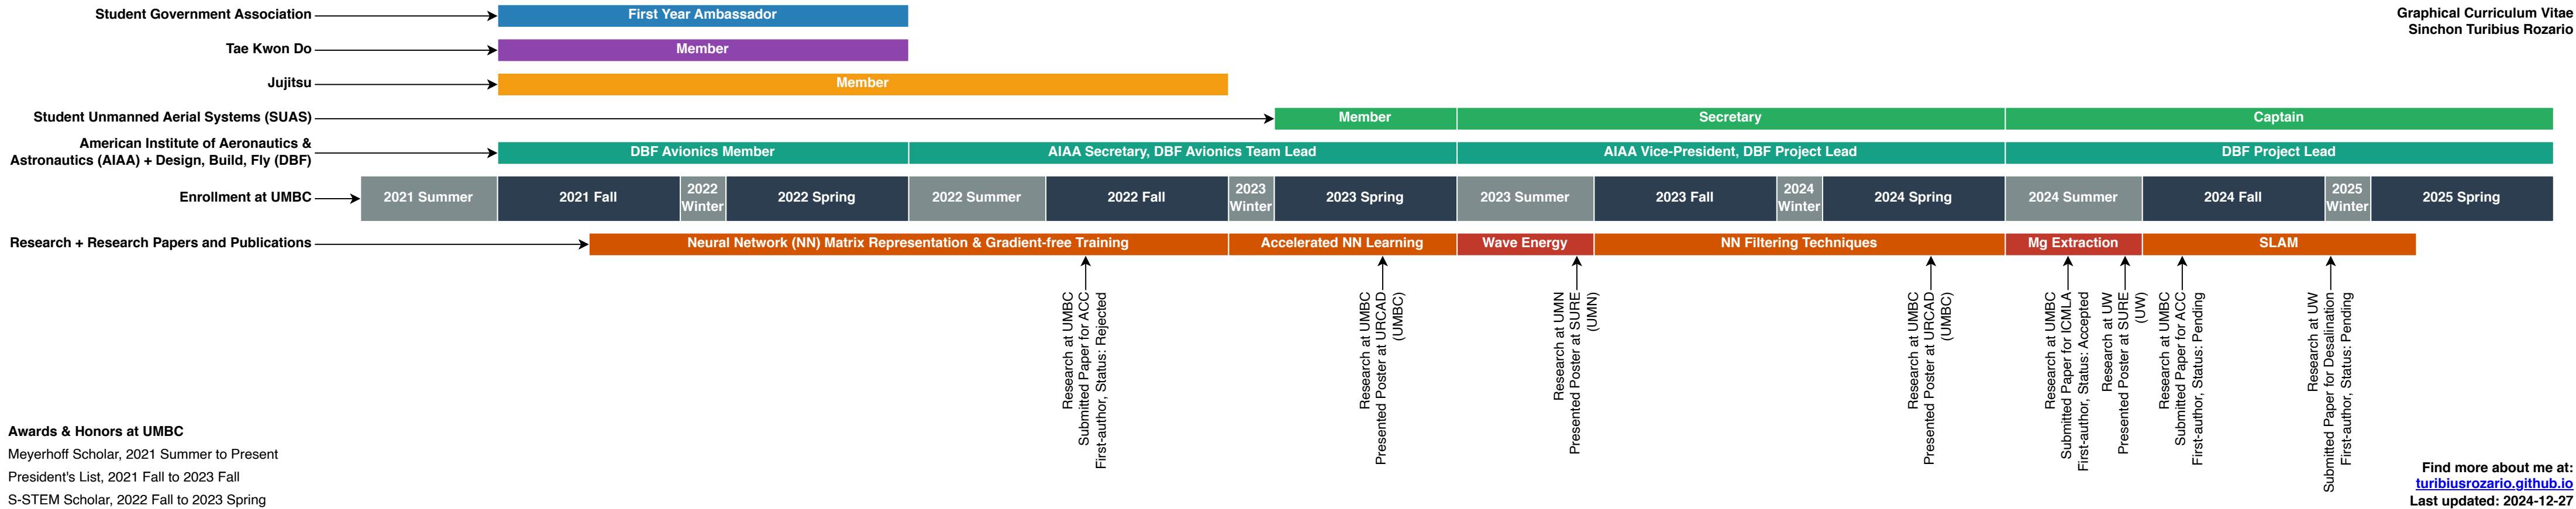 Graphical Curriculum Vitae
Sinchon Turibius Rozario
Student Government Association
First Year Ambassador
Tae Kwon Do
Member
Jujitsu
Member
Student Unmanned Aerial Systems (SUAS)
Member
Secretary
Captain
American Institute of Aeronautics &
Astronautics (AIAA) + Design, Build, Fly (DBF)
DBF Avionics Member
AIAA Secretary, DBF Avionics Team Lead
AIAA Vice-President, DBF Project Lead
DBF Project Lead
Enrollment at UMBC
2021 Summer
2021 Fall
2022
Winter
2022 Spring
2022 Summer
2022 Fall
2023
Winter
2023 Spring
2023 Summer
2023 Fall
2024
Winter
2024 Spring
2024 Summer
2024 Fall
2025
Winter
2025 Spring
Research + Research Papers and Publications
Neural Network (NN) Matrix Representation & Gradient-free Training
Accelerated NN Learning
Wave Energy
NN Filtering Techniques
Mg Extraction
SLAM
Research at UMBC
Submitted Paper for ACC
First-author, Status: Rejected
Research at UMBC
Presented Poster at URCAD
(UMBC)
Research at UMN
Presented Poster at SURE
(UMN)
Research at UMBC
Presented Poster at URCAD
(UMBC)
Research at UMBC
Submitted Paper for ICMLA
First-author, Status: Accepted
Research at UW
Presented Poster at SURE
(UW)
Research at UMBC
Submitted Paper for ACC
First-author, Status: Pending
Research at UW
Submitted Paper for Desalination
First-author, Status: Pending
Awards & Honors at UMBC
Meyerhoff Scholar, 2021 Summer to Present
President's List, 2021 Fall to 2023 Fall
S-STEM Scholar, 2022 Fall to 2023 Spring
Find more about me at:
turibiusrozario.github.io
Last updated: 2024-12-27